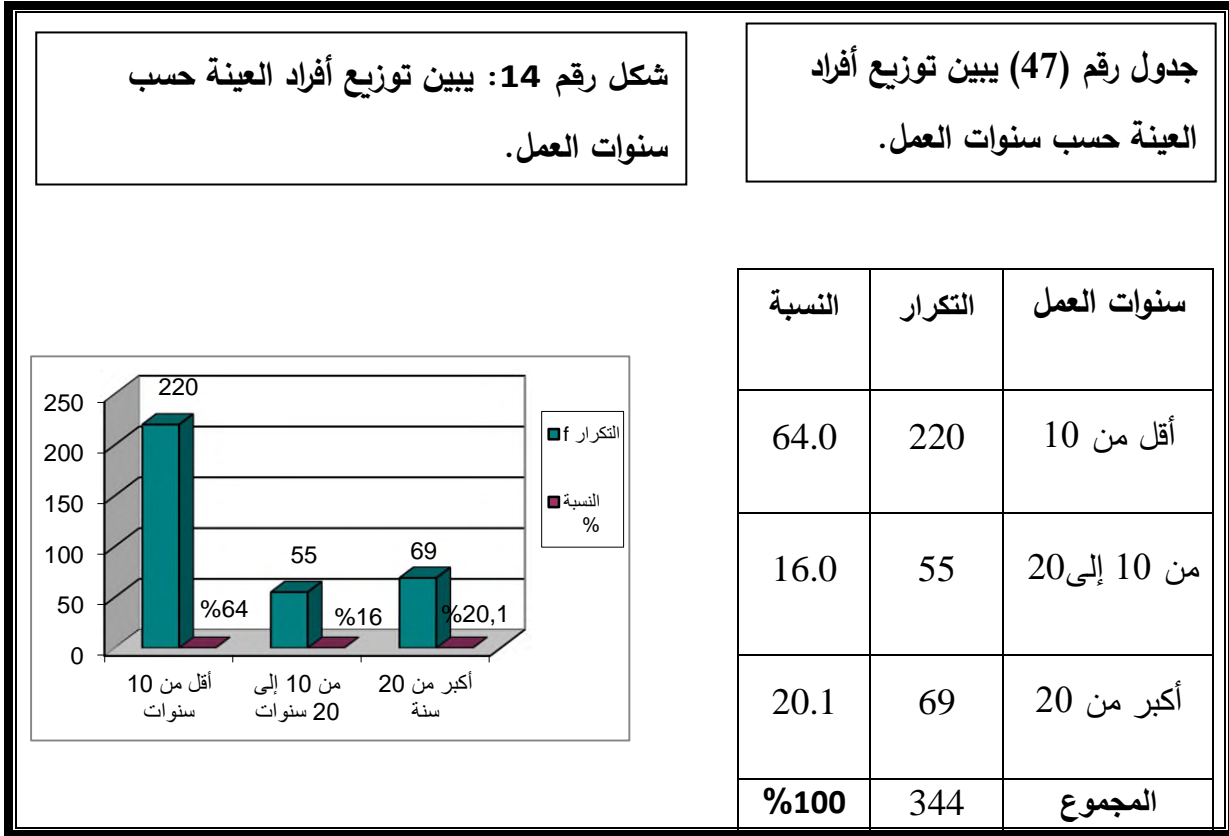 جدول رقم (47) يبين توزيع أفراد
العينة حسب سنوات العمل.
شكل رقم 14: يبين توزيع أفراد العينة حسب
سنوات العمل.
سنوات العمل التكرار النسبة
أقل من 10 220 64.0
من 10 إلى20 55 16.0
أكبر من 20 69 20.1
المجموع 344 %100
250
200
150
100
50
0
220
55
69
%64
%16
%20,1
أقل من 10
سنوات
من 10 إلى
20 سنوات
أكبر من 20
سنة
التكرار f
النسبة
%